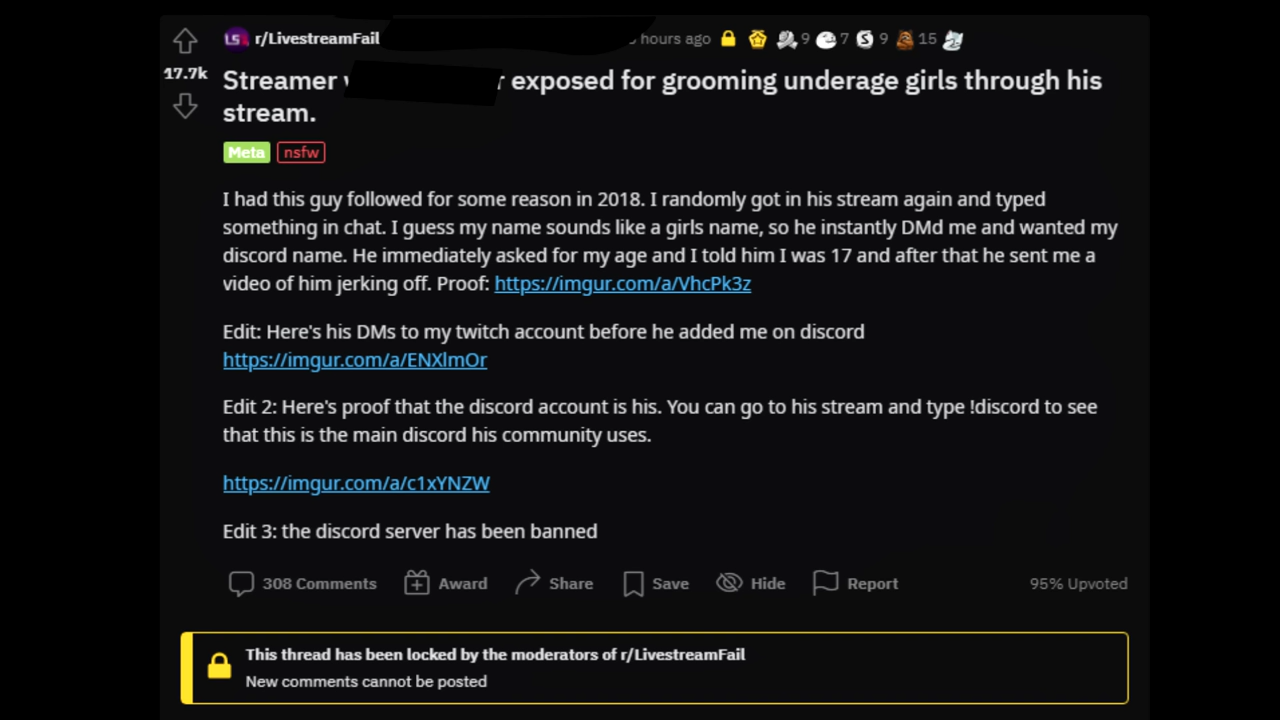 r/LivestreamFail hours ago 9 7 9 15
17.7k
Streamer exposed for grooming underage girls through his
stream.
Meta nsfw
I had this guy followed for some reason in 2018. I randomly got in his stream again and typed
something in chat. I guess my name sounds like a girls name, so he instantly DMd me and wanted my
discord name. He immediately asked for my age and I told him I was 17 and after that he sent me a
video of him jerking off. Proof: https://imgur.com/a/VhcPk3z
Edit: Here's his DMs to my twitch account before he added me on discord
https://imgur.com/a/ENXlmOr
Edit 2: Here's proof that the discord account is his. You can go to his stream and type !discord to see
that this is the main discord his community uses.
https://imgur.com/a/c1xYNZW
Edit 3: the discord server has been banned
308 Comments Award Share Save Hide Report 95% Upvoted
This thread has been locked by the moderators of r/LivestreamFail
New comments cannot be posted